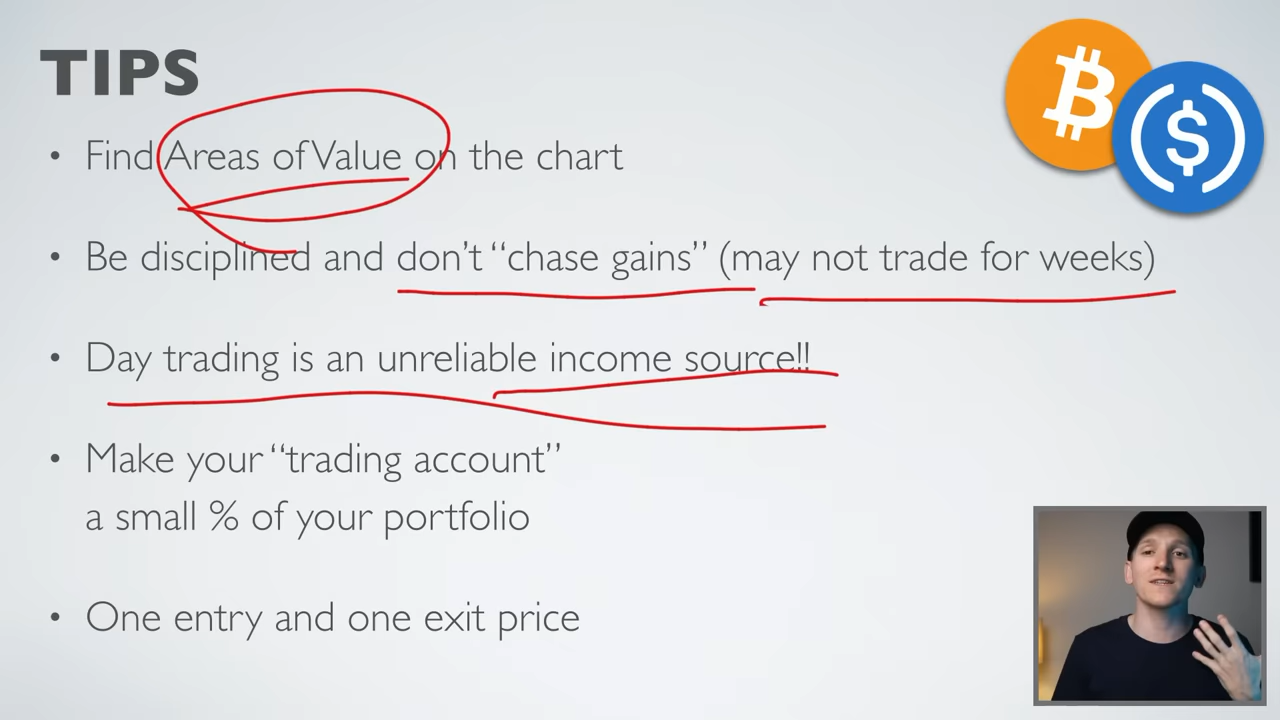 TIPS
• Find Areas of Value on the chart
• Be disciplined and don’t “chase gains” (may not trade for weeks)
• Day trading is an unreliable income source!!
• Make your “trading account”
a small % of your portfolio
• One entry and one exit price